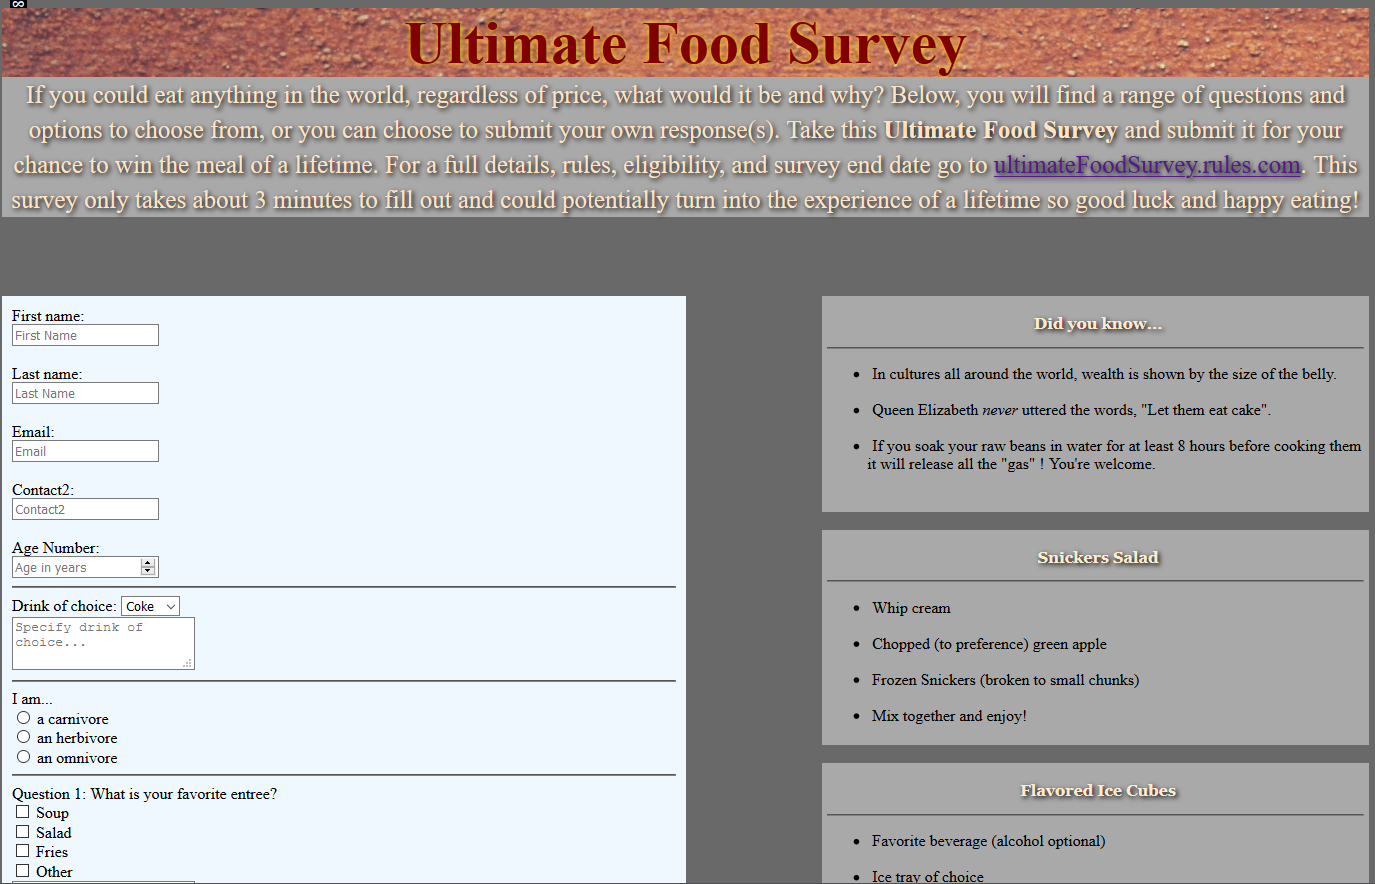 Ultimate Food Survey
If you could eat anything in the world, regardless of price, what would it be and why? Below, you will find a range of questions and
options to choose from, or you can choose to submit your own response(s). Take this Ultimate Food Survey and submit it for your
chance to win the meal of a lifetime. For a full details, rules, eligibility, and survey end date go to ultimateFoodSurvey.rules.com. This
survey only takes about 3 minutes to fill out and could potentially turn into the experience of a lifetime so good luck and happy eating!
First name:
First Name
Last name:
Last Name
Email:
Email
Contact2:
Contact2
Age Number:
Age in years
Drink of choice: Coke
Specify drink of
choice...
I am...
a carnivore
an herbivore
an omnivore
Question 1: What is your favorite entree?
Soup
Salad
Fries
Other
Did you know...
• In cultures all around the world, wealth is shown by the size of the belly.
• Queen Elizabeth never uttered the words, "Let them eat cake".
• If you soak your raw beans in water for at least 8 hours before cooking them
it will release all the "gas" ! You're welcome.
Snickers Salad
• Whip cream
• Chopped (to preference) green apple
• Frozen Snickers (broken to small chunks)
• Mix together and enjoy!
Flavored Ice Cubes
• Favorite beverage (alcohol optional)
• Ice tray of choice